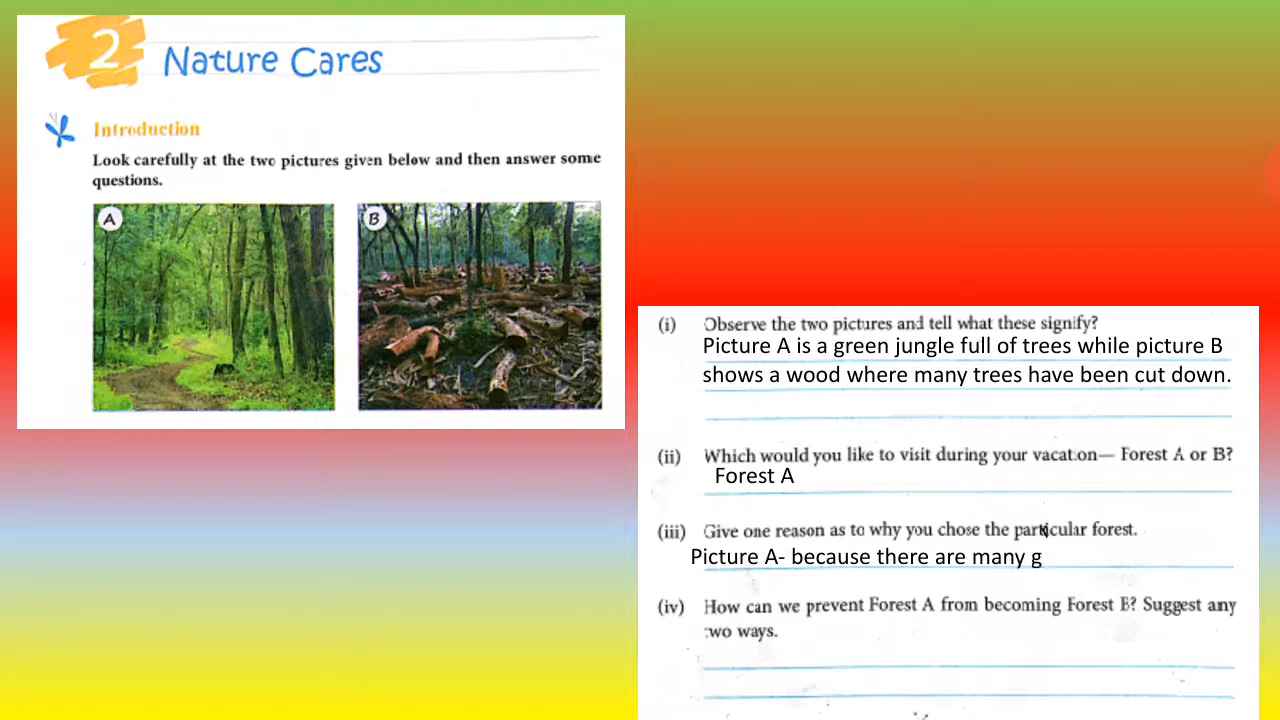 2
Nature Cares
Introduction
Look carefully at the two pictures given below and then answer some
questions.
A
B
(i) Observe the two pictures and tell what these signify?
Picture A is a green jungle full of trees while picture B
shows a wood where many trees have been cut down.
(ii) Which would you like to visit during your vacation— Forest A or B?
Forest A
(iii) Give one reason as to why you chose the particular forest.
Picture A- because there are many g
(iv) How can we prevent Forest A from becoming Forest B? Suggest any
two ways.